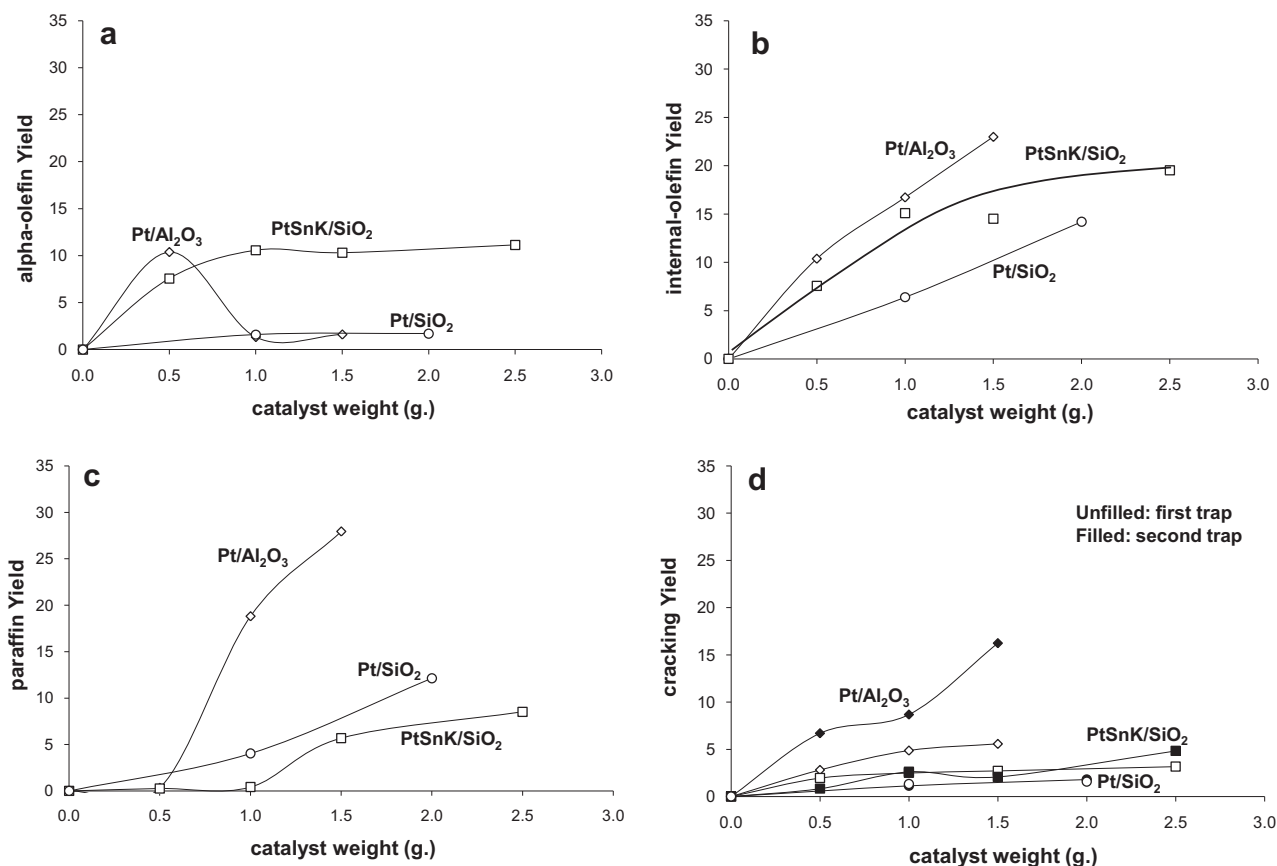 a
35
30
25
20
15
10
5
0
alpha-olefin Yield
Pt/Al₂O₃
PtSnK/SiO₂
Pt/SiO₂
0.0 0.5 1.0 1.5 2.0 2.5 3.0
catalyst weight (g.)
b
35
30
25
20
15
10
5
0
internal-olefin Yield
Pt/Al₂O₃
PtSnK/SiO₂
Pt/SiO₂
0.0 0.5 1.0 1.5 2.0 2.5 3.0
catalyst weight (g.)
c
35
30
25
20
15
10
5
0
paraffin Yield
Pt/Al₂O₃
Pt/SiO₂
PtSnK/SiO₂
0.0 0.5 1.0 1.5 2.0 2.5 3.0
catalyst weight (g.)
d
35
30
25
20
15
10
5
0
cracking Yield
Unfilled: first trap
Filled: second trap
Pt/Al₂O₃
PtSnK/SiO₂
Pt/SiO₂
0.0 0.5 1.0 1.5 2.0 2.5 3.0
catalyst weight (g.)